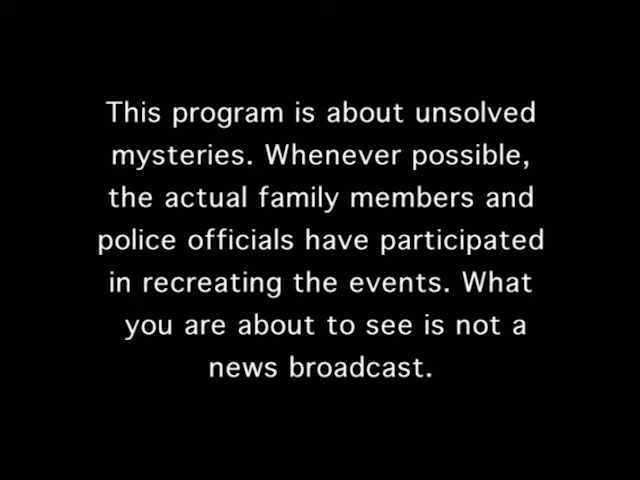 This program is about unsolved
mysteries. Whenever possible,
the actual family members and
police officials have participated
in recreating the events. What
you are about to see is not a
news broadcast.